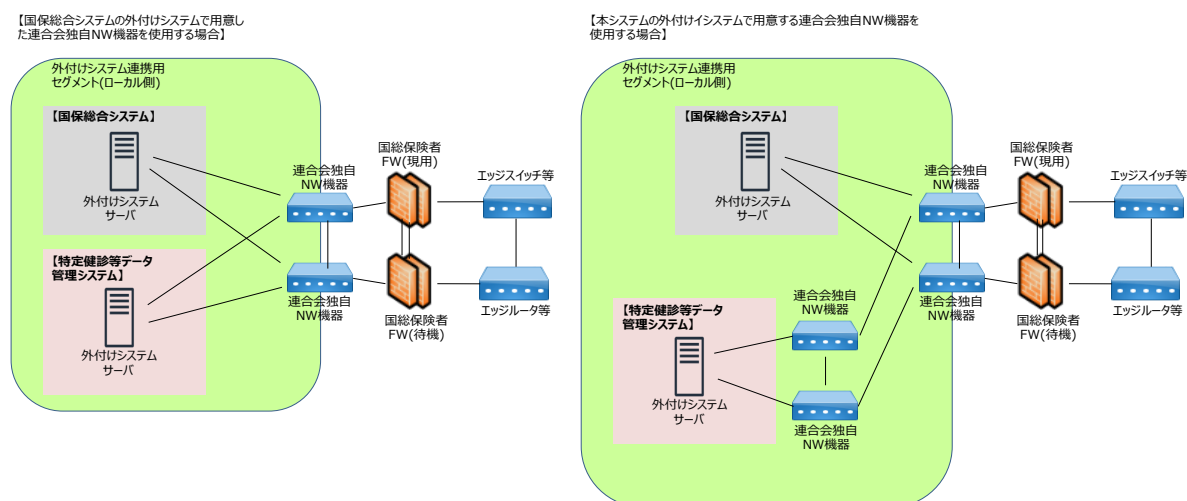 【国保総合システムの外付けシステムで用意し
た連合会独自NW機器を使用する場合】
外付けシステム連携用
セグメント(ローカル側)
【国保総合システム】
外付けシステム
サーバ
【特定健診等データ
管理システム】
外付けシステム
サーバ
連合会独自
NW機器
連合会独自
NW機器
国総保険者
FW(現用)
国総保険者
FW(待機)
エッジスイッチ等
エッジルータ等
【本システムの外付けイシステムで用意する連合会独自NW機器を
使用する場合】
外付けシステム連携用
セグメント(ローカル側)
【国保総合システム】
外付けシステム
サーバ
【特定健診等データ
管理システム】
外付けシステム
サーバ
連合会独自
NW機器
連合会独自
NW機器
連合会独自
NW機器
連合会独自
NW機器
国総保険者
FW(現用)
国総保険者
FW(待機)
エッジスイッチ等
エッジルータ等